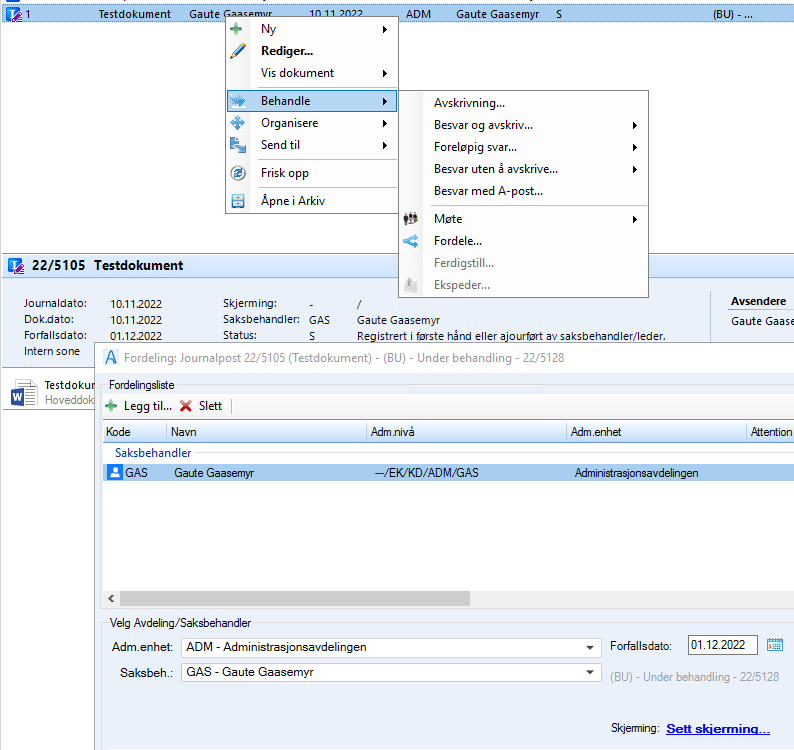 1 Testdokument Gaute Gaasemyr 10.11.2022 ADM Gaute Gaasemyr S (BU) - ...
Ny
Rediger...
Vis dokument
Behandle
Organisere
Send til
Frisk opp
Åpne i Arkiv
Avskrivning...
Besvar og avskriv...
Foreløpig svar...
Besvar uten å avskrive...
Besvar med A-post...
Møte
Fordele...
Ferdigstill...
Ekspeder...
22/5105 Testdokument
Journaldato: 10.11.2022 Skjerming: - /
Dok.dato: 10.11.2022 Saksbehandler: GAS Gaute Gaasemyr
Forfallsdato: 01.12.2022 Status: S Registrert i første hånd eller ajourført av saksbehandler/leder.
Intern sone
Avsendere
Gaute Gaase
Testdokur
Hoveddok
Fordeling: Journalpost 22/5105 (Testdokument) - (BU) - Under behandling - 22/5128
Fordelingsliste
Legg til... Slett
Kode Navn Adm.nivå Adm.enhet Attention
Saksbehandler
GAS Gaute Gaasemyr ---/EK/KD/ADM/GAS Administrasjonsavdelingen
Velg Avdeling/Saksbehandler
Adm.enhet: ADM - Administrasjonsavdelingen Forfallsdato: 01.12.2022
Saksbeh.: GAS - Gaute Gaasemyr (BU) - Under behandling - 22/5128
Skjerming: Sett skjerming...